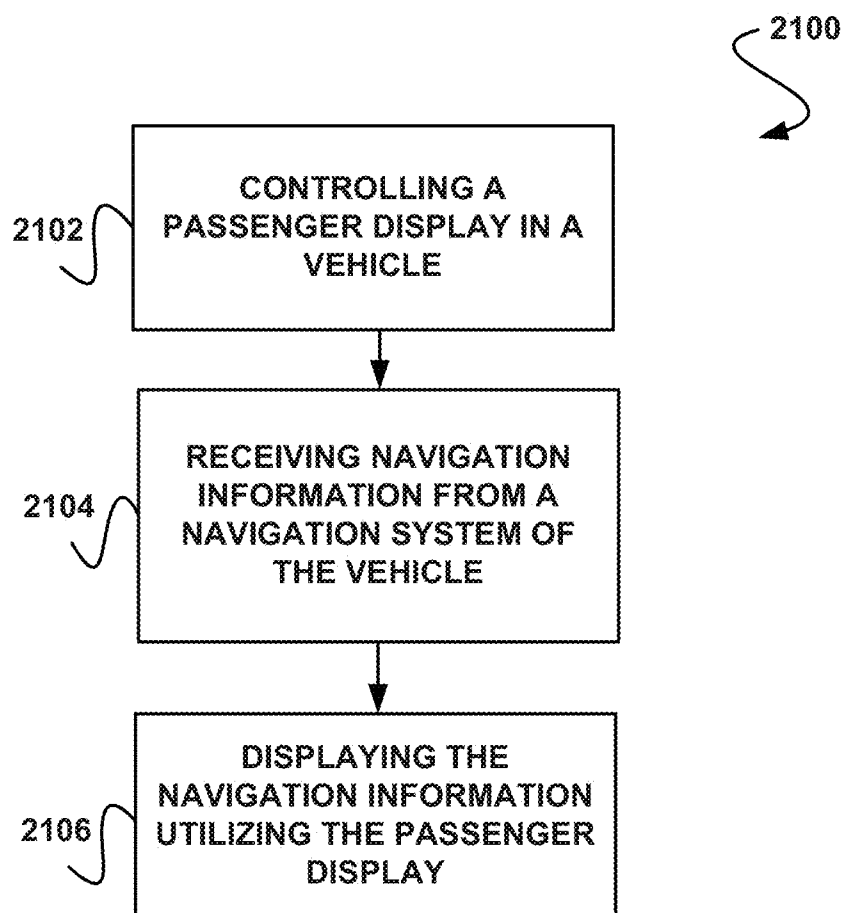 2100
CONTROLLING A
PASSENGER DISPLAY IN A
VEHICLE
2102
RECEIVING NAVIGATION
INFORMATION FROM A
NAVIGATION SYSTEM OF
THE VEHICLE
2104
DISPLAYING THE
NAVIGATION INFORMATION
UTILIZING THE PASSENGER
DISPLAY
2106